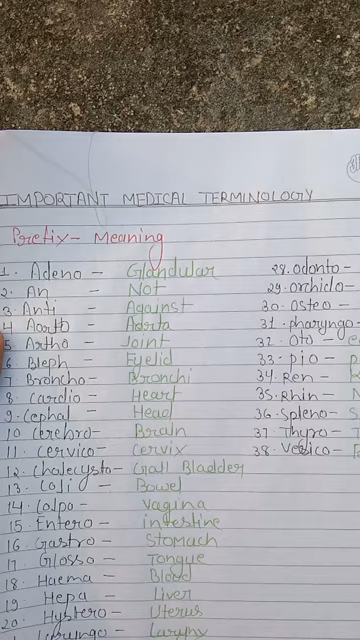 IMPORTANT MEDICAL TERMINOLOGY
Prefix - Meaning
1. Adeno - Glandular
2. An - Not
3. Anti - Against
4 Aorto - Aorta
5. Artho - Joint
6 Bleph - Eyelid
7. Broncho - Bronchi
8. Cardio - Heart
9. Cephal - Head
10 Cerebro - Brain
11. Cervico - Cervix
12. Cholecysto - Gall Bladder
13. Coli - Bowel
14. Colpo - Vagina
15. Entero - intestine
16 Gastro - Stomach
17 Glosso - Tongue
18. Haema - Blood
19 Hepa - Liver
20. Hystero - Uterus
Laryngo - Larynx
28. odonto -
29. orchido -
30. Osteo -
31. pharyngo -
32. Oto -
33. pio -
34. Ren -
35. Rhin -
36. Spleno -
37. Thyro -
38. Vesico -